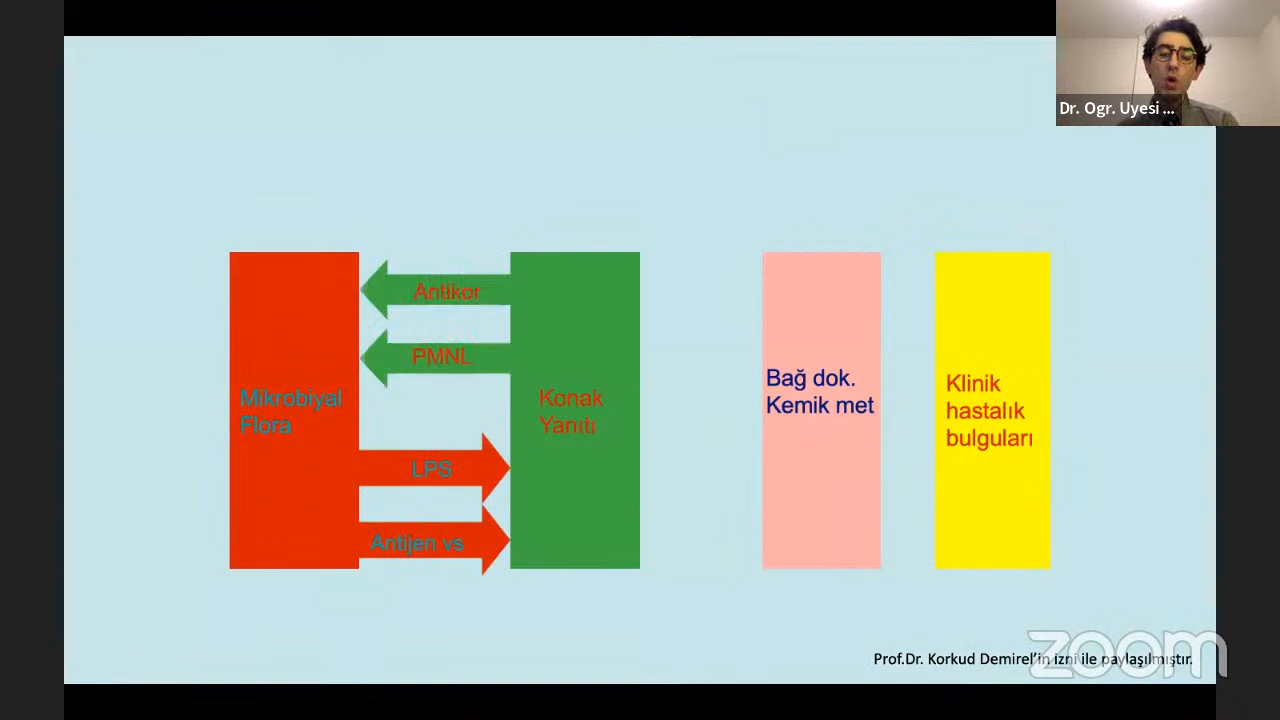 Dr. Ogr. Uyesi ...
Antikor
PMNL
Mikrobiyal
Flora
Konak
Yanıtı
LPS
Antijen vs
Bağ dok.
Kemik met
Klinik
hastalık
bulguları
Prof.Dr. Korkud Demirel'in izni ile paylaşılmıştır.
zoom